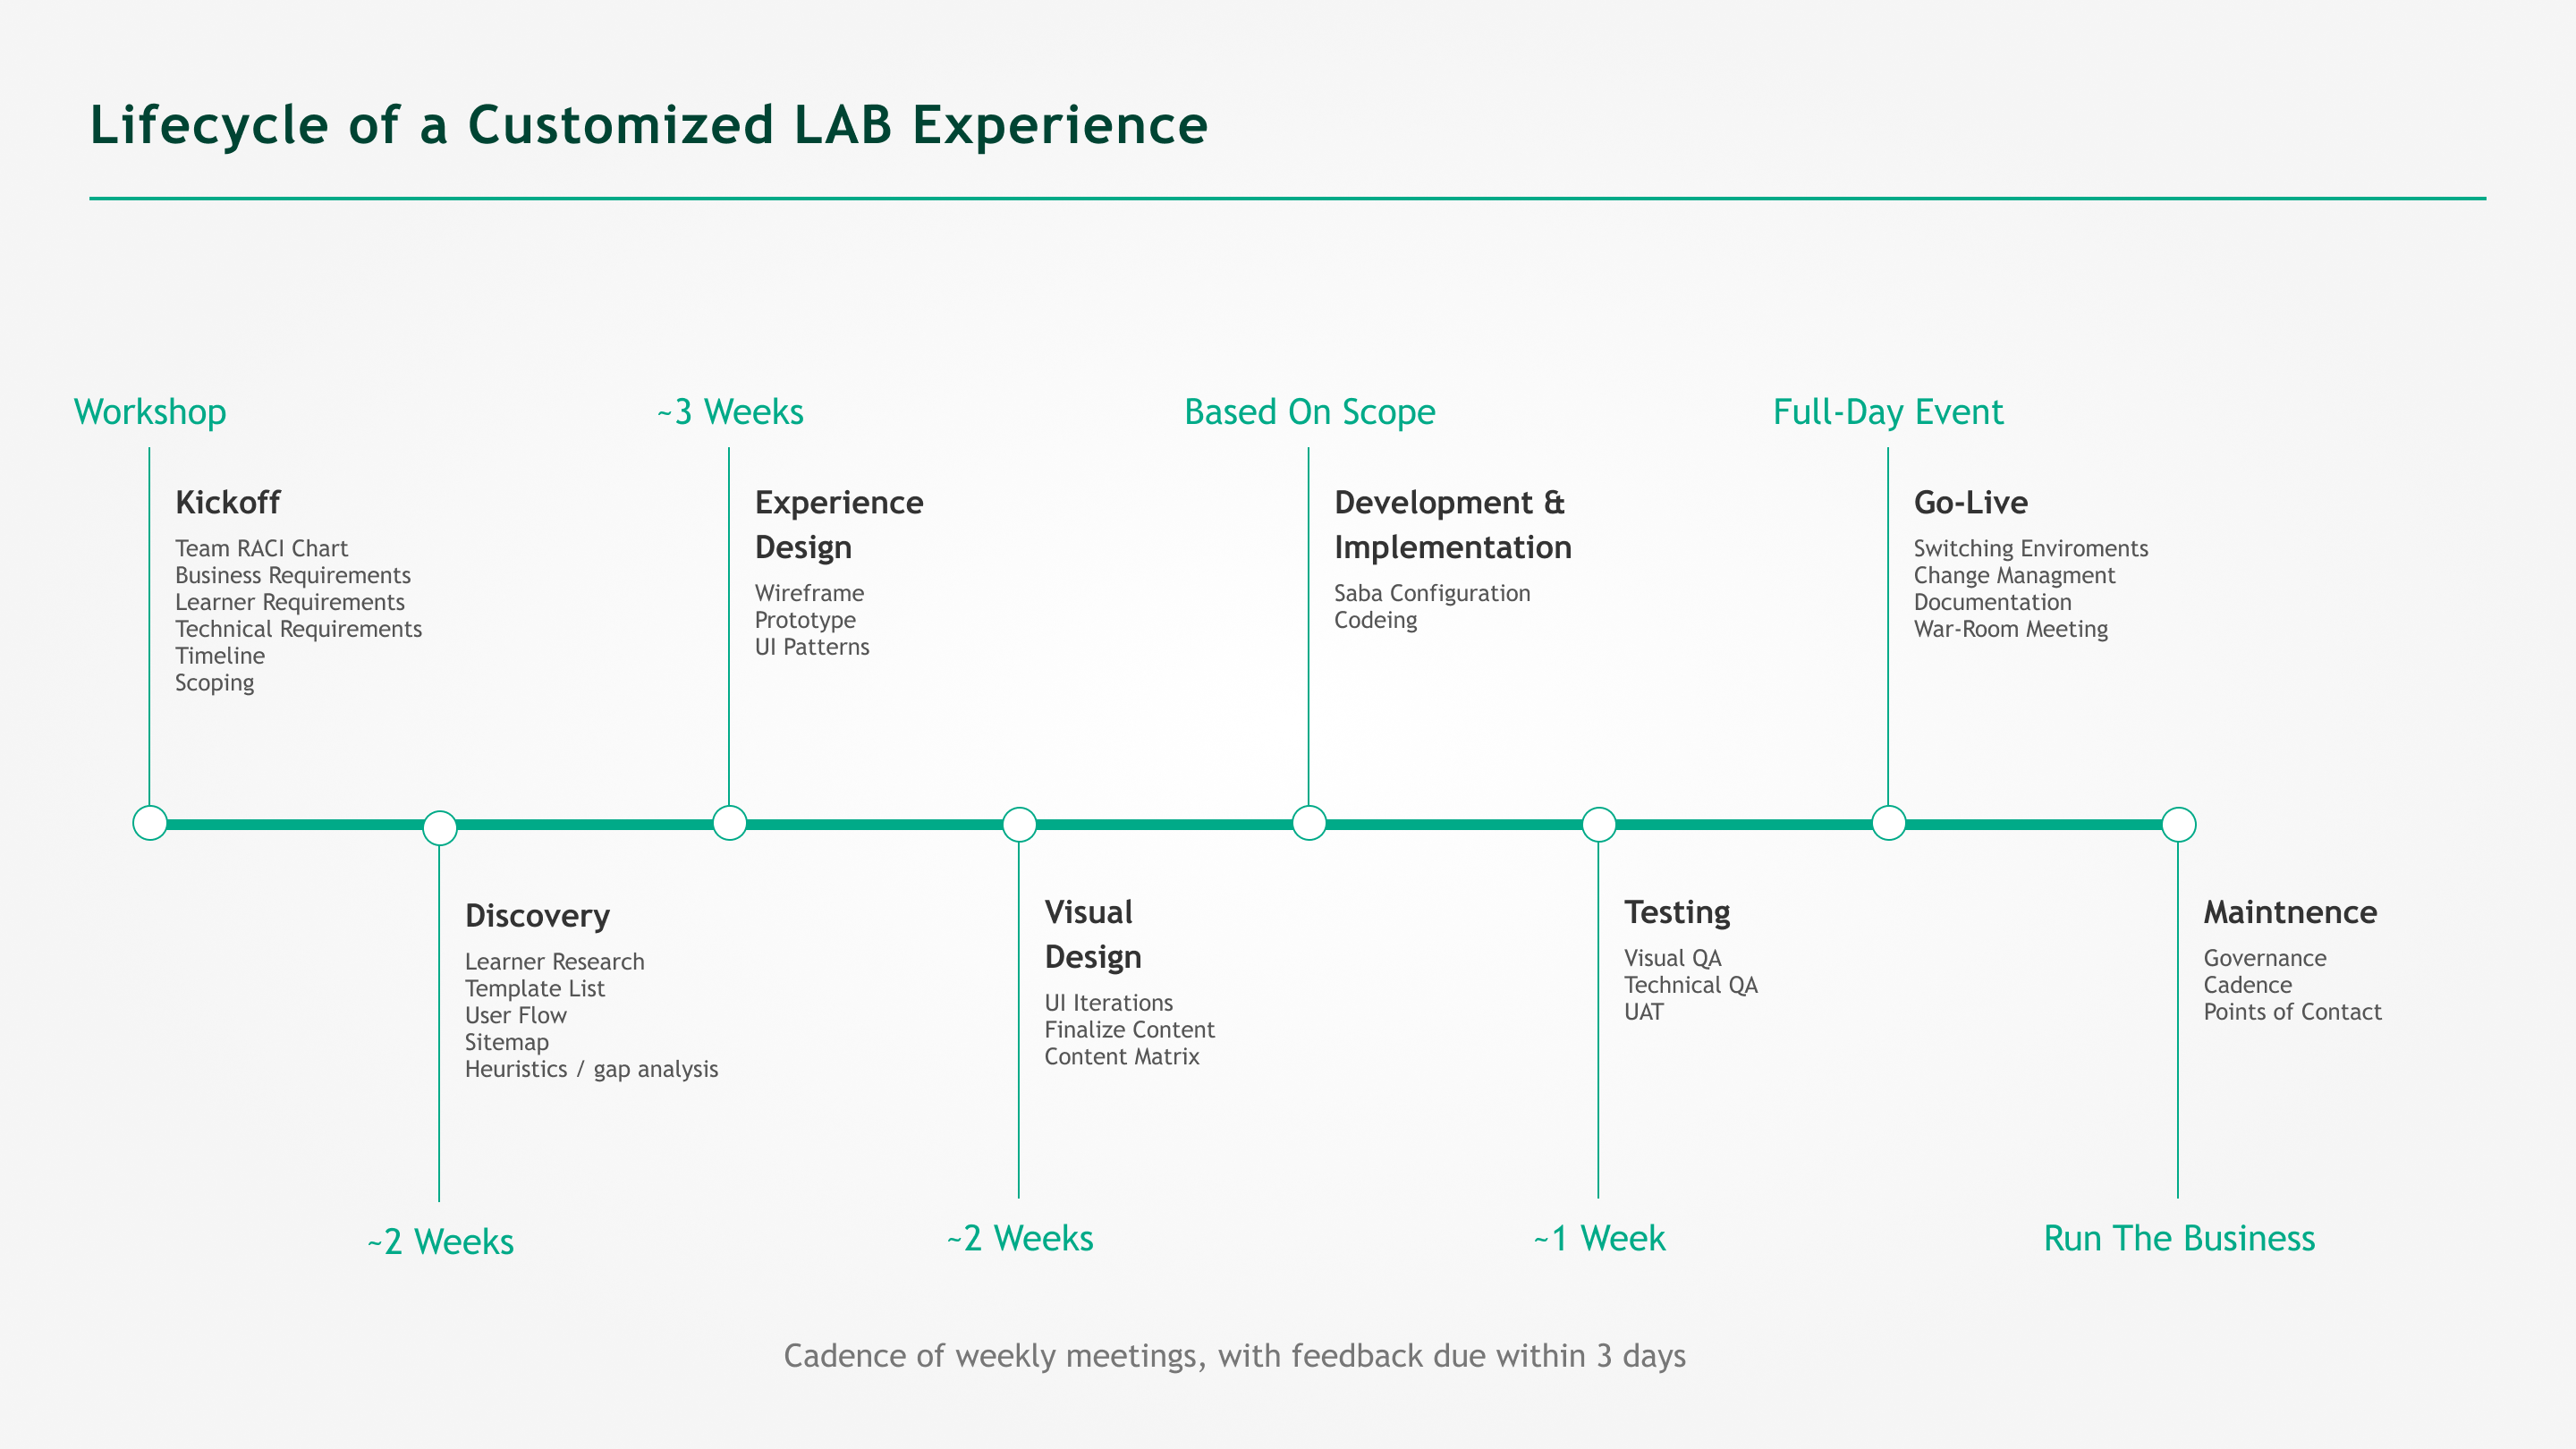 Lifecycle of a Customized LAB Experience
Workshop
Kickoff
Team RACI Chart
Business Requirements
Learner Requirements
Technical Requirements
Timeline
Scoping
Discovery
Learner Research
Template List
User Flow
Sitemap
Heuristics / gap analysis
~2 Weeks
~3 Weeks
Experience
Design
Wireframe
Prototype
UI Patterns
Visual
Design
UI Iterations
Finalize Content
Content Matrix
~2 Weeks
Based On Scope
Development &
Implementation
Saba Configuration
Codeing
Testing
Visual QA
Technical QA
UAT
~1 Week
Full-Day Event
Go-Live
Switching Enviroments
Change Managment
Documentation
War-Room Meeting
Maintnence
Governance
Cadence
Points of Contact
Run The Business
Cadence of weekly meetings, with feedback due within 3 days